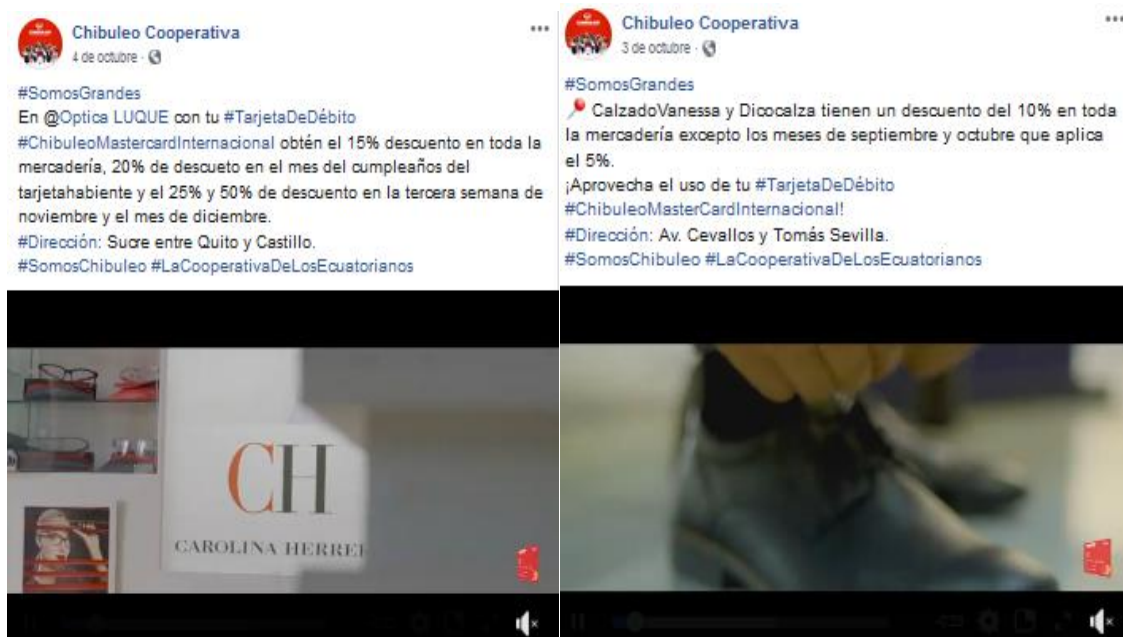 Chibuleo Cooperativa
4 de octubre ·
#SomosGrandes
En @Optica LUQUE con tu #TarjetaDeDébito
#ChibuleoMastercardInternacional obtén el 15% descuento en toda la
mercadería, 20% de descueto en el mes del cumpleaños del
tarjetahabiente y el 25% y 50% de descuento en la tercera semana de
noviembre y el mes de diciembre.
#Dirección: Sucre entre Quito y Castillo.
#SomosChibuleo #LaCooperativaDeLosEcuatorianos
CH
CAROLINA HERRER
Chibuleo Cooperativa
3 de octubre ·
#SomosGrandes
CalzadoVanessa y Dicocalza tienen un descuento del 10% en toda
la mercadería excepto los meses de septiembre y octubre que aplica
el 5%.
¡Aprovecha el uso de tu #TarjetaDeDébito
#ChibuleoMasterCardInternacional!
#Dirección: Av. Cevallos y Tomás Sevilla.
#SomosChibuleo #LaCooperativaDeLosEcuatorianos